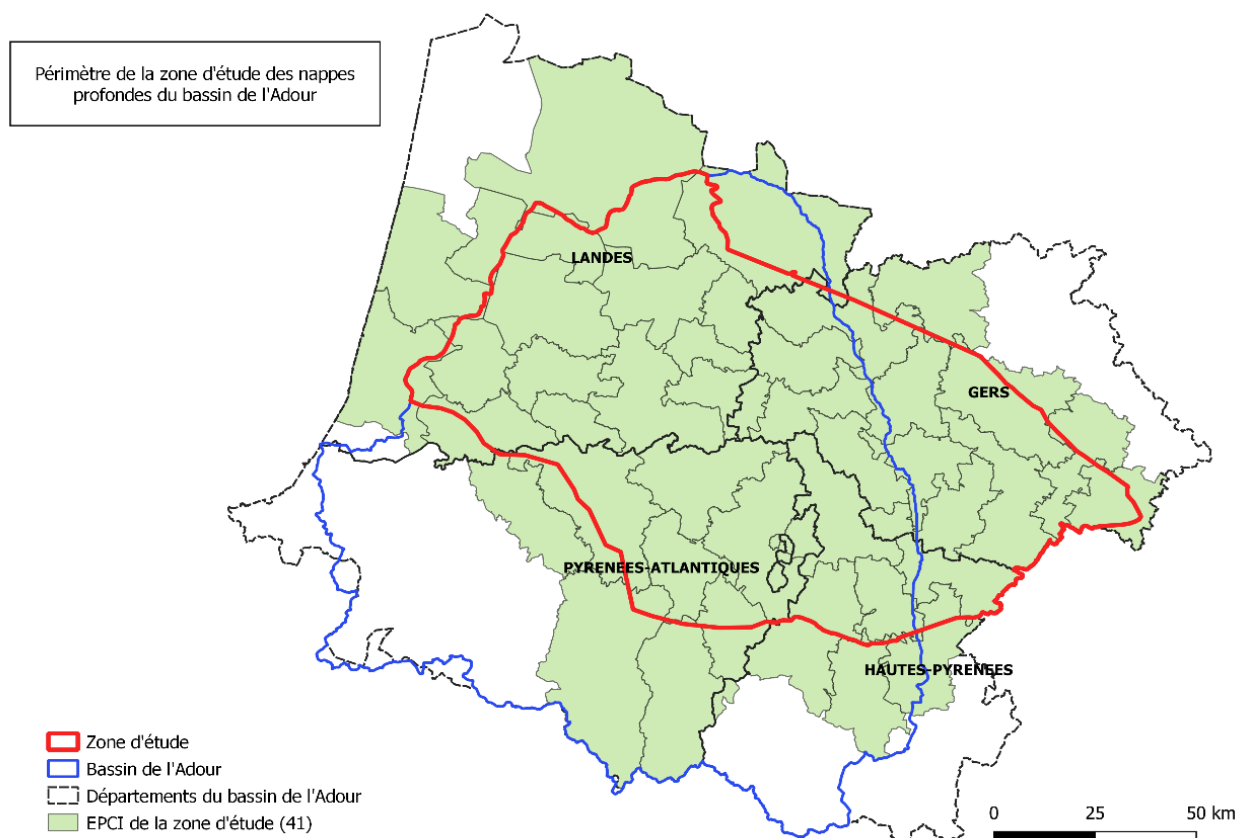 Périmètre de la zone d'étude des nappes
profondes du bassin de l'Adour
LANDES
GERS
PYRENEES-ATLANTIQUES
HAUTES-PYRENEES
Zone d'étude
Bassin de l'Adour
Départements du bassin de l'Adour
EPCI de la zone d'étude (41)
0 25 50 km